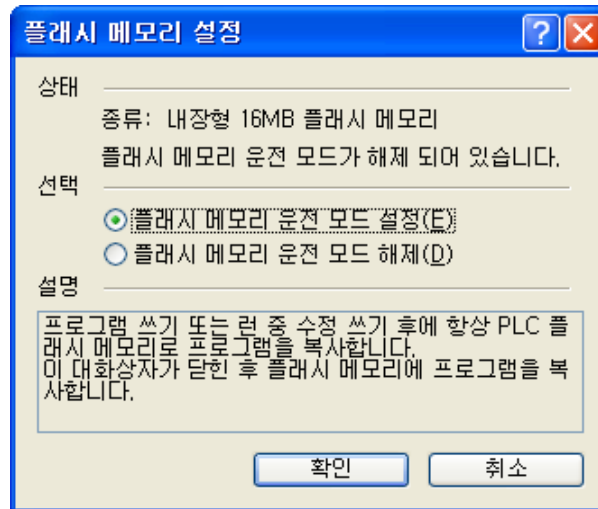 플래시 메모리 설정
상태
종류: 내장형 16MB 플래시 메모리
플래시 메모리 운전 모드가 해제 되어 있습니다.
선택
플래시 메모리 운전 모드 설정(E)
플래시 메모리 운전 모드 해제(D)
설명
프로그램 쓰기 또는 런 중 수정 쓰기 후에 항상 PLC 플
래시 메모리로 프로그램을 복사합니다.
이 대화상자가 닫힌 후 플래시 메모리에 프로그램을 복
사합니다.
확인 취소